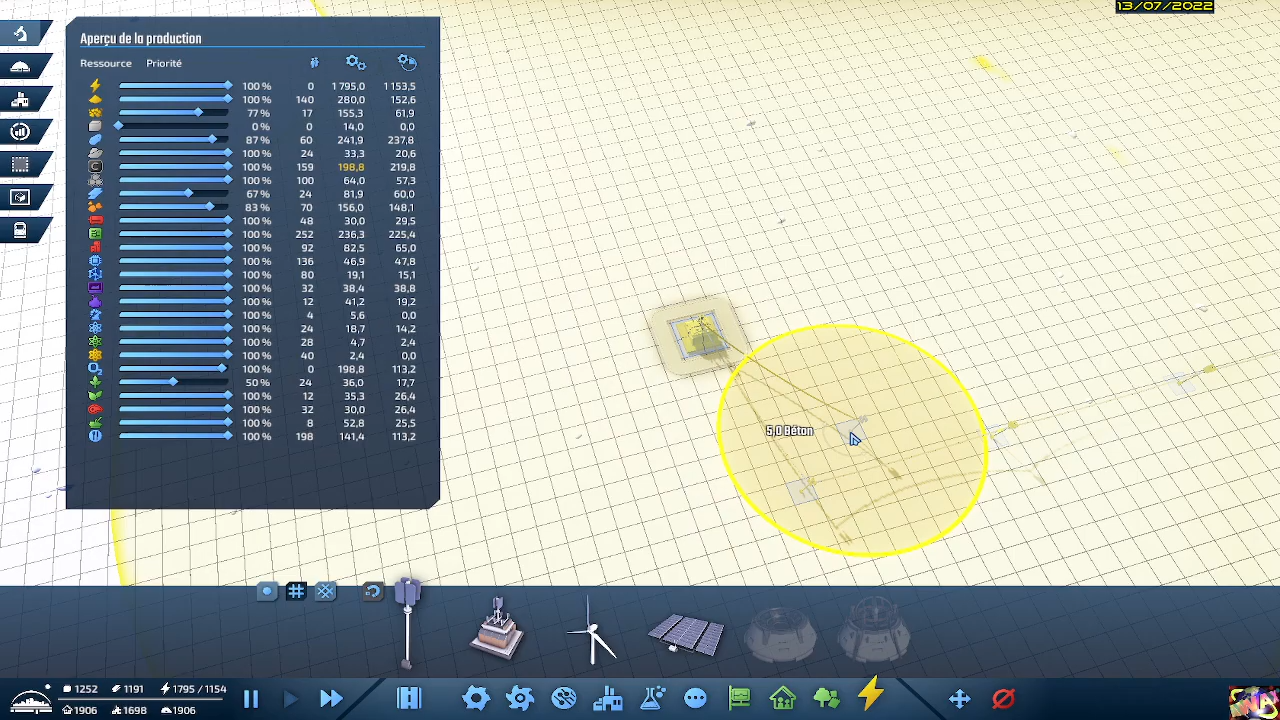 13/07/2022
Aperçu de la production
Ressource Priorité
100 % 0 1 795,0 1 153,5
100 % 140 280,0 152,6
77 % 17 155,3 61,9
0 % 0 14,0 0,0
87 % 60 241,9 237,8
100 % 24 33,3 20,6
100 % 159 198,8 219,8
100 % 100 64,0 57,3
67 % 24 81,9 60,0
83 % 70 156,0 148,1
100 % 48 30,0 29,5
100 % 252 236,3 225,4
100 % 92 82,5 65,0
100 % 136 46,9 47,8
100 % 80 19,1 15,1
100 % 32 38,4 38,8
100 % 12 41,2 19,2
100 % 4 5,6 0,0
100 % 24 18,7 14,2
100 % 28 4,7 2,4
100 % 40 2,4 0,0
O2 100 % 0 198,8 113,2
50 % 24 36,0 17,7
100 % 12 35,3 26,4
100 % 32 30,0 26,4
100 % 8 52,8 25,5
100 % 198 141,4 113,2
5,0 Béton
1252 1191 1795 / 1154
1906 1698 1906